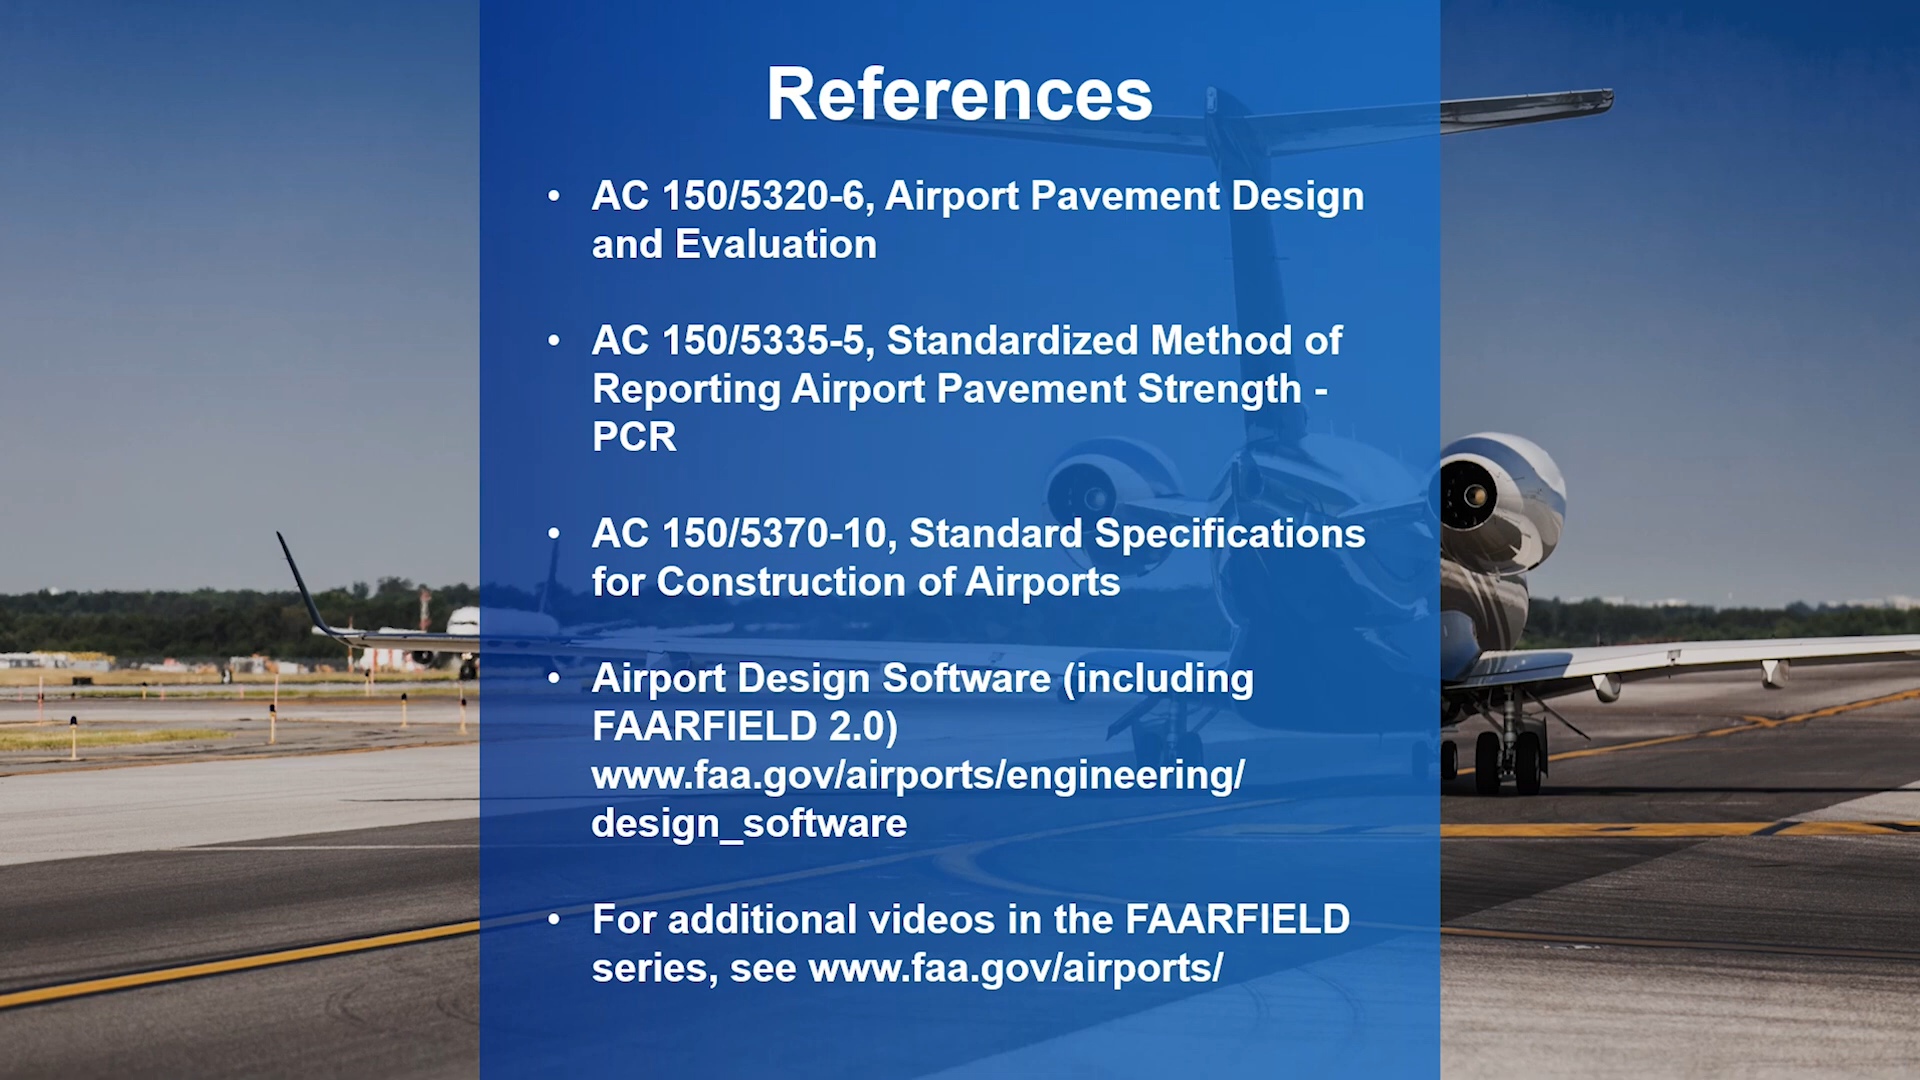 References
• AC 150/5320-6, Airport Pavement Design
and Evaluation
• AC 150/5335-5, Standardized Method of
Reporting Airport Pavement Strength -
PCR
• AC 150/5370-10, Standard Specifications
for Construction of Airports
• Airport Design Software (including
FAARFIELD 2.0)
www.faa.gov/airports/engineering/
design_software
• For additional videos in the FAARFIELD
series, see www.faa.gov/airports/